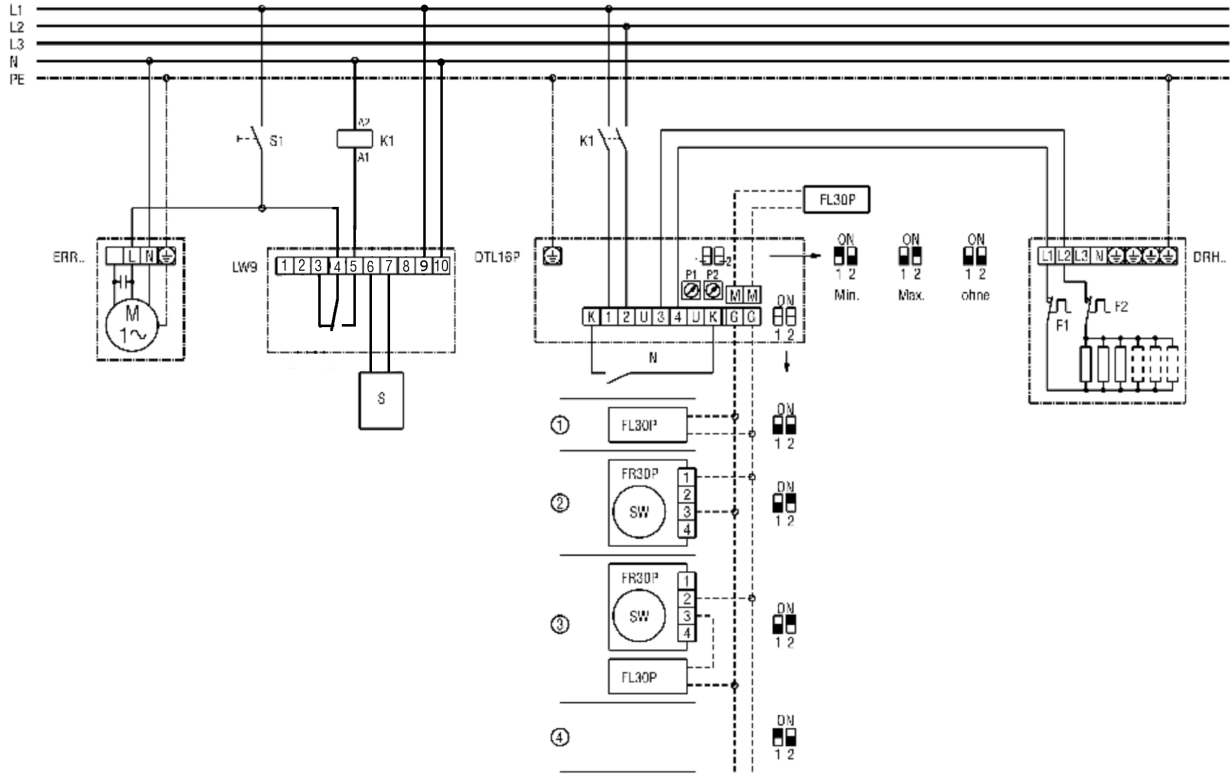 L1
L2
L3
N
PE
S1
A2
K1
A1
K1
FL30P
ERR..
L N
M
1~
LW9
1 2 3 4 5 6 7 8 9 10
S
DTL16P
2
P1 P2
M M
K 1 2 U 3 4 U K G G
N
ON
1 2
ON
1 2
Min.
ON
1 2
Max.
ON
1 2
ohne
L1 L2 L3 N
DRH..
F1
F2
1
FL30P
ON
1 2
2
FR30P
SW
1
2
3
4
ON
1 2
3
FR30P
SW
1
2
3
4
FL30P
ON
1 2
4
ON
1 2